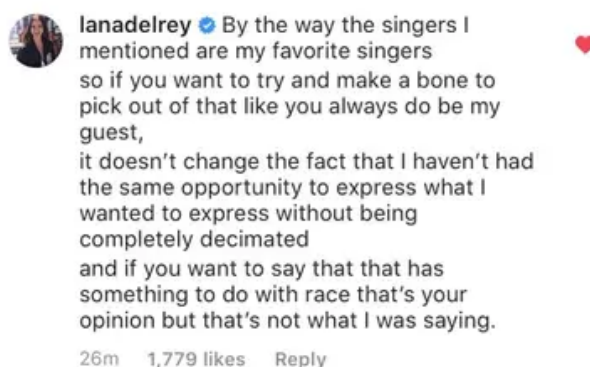 lanadelrey By the way the singers I
mentioned are my favorite singers
so if you want to try and make a bone to
pick out of that like you always do be my
guest,
it doesn't change the fact that I haven't had
the same opportunity to express what I
wanted to express without being
completely decimated
and if you want to say that that has
something to do with race that's your
opinion but that's not what I was saying.
26m 1,779 likes Reply